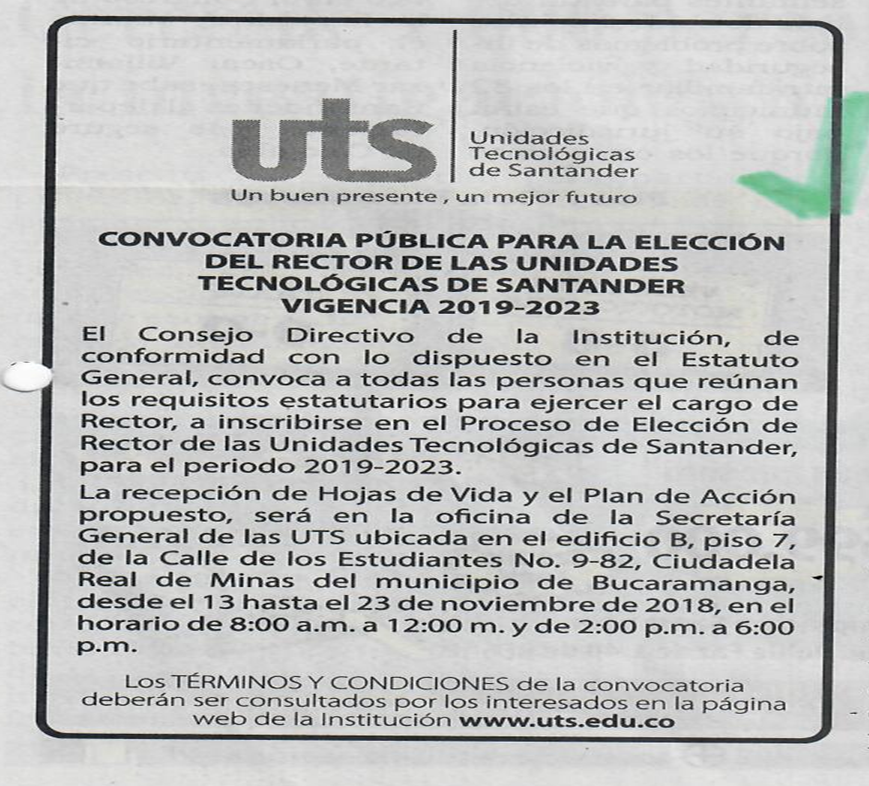 uts
Unidades
Tecnológicas
de Santander
Un buen presente , un mejor futuro
CONVOCATORIA PÚBLICA PARA LA ELECCIÓN
DEL RECTOR DE LAS UNIDADES
TECNOLÓGICAS DE SANTANDER
VIGENCIA 2019-2023
El Consejo Directivo de la Institución, de
conformidad con lo dispuesto en el Estatuto
General, convoca a todas las personas que reúnan
los requisitos estatutarios para ejercer el cargo de
Rector, a inscribirse en el Proceso de Elección de
Rector de las Unidades Tecnológicas de Santander,
para el periodo 2019-2023.
La recepción de Hojas de Vida y el Plan de Acción
propuesto, será en la oficina de la Secretaría
General de las UTS ubicada en el edificio B, piso 7,
de la Calle de los Estudiantes No. 9-82, Ciudadela
Real de Minas del municipio de Bucaramanga,
desde el 13 hasta el 23 de noviembre de 2018, en el
horario de 8:00 a.m. a 12:00 m. y de 2:00 p.m. a 6:00
p.m.
Los TÉRMINOS Y CONDICIONES de la convocatoria
deberán ser consultados por los interesados en la página
web de la Institución www.uts.edu.co